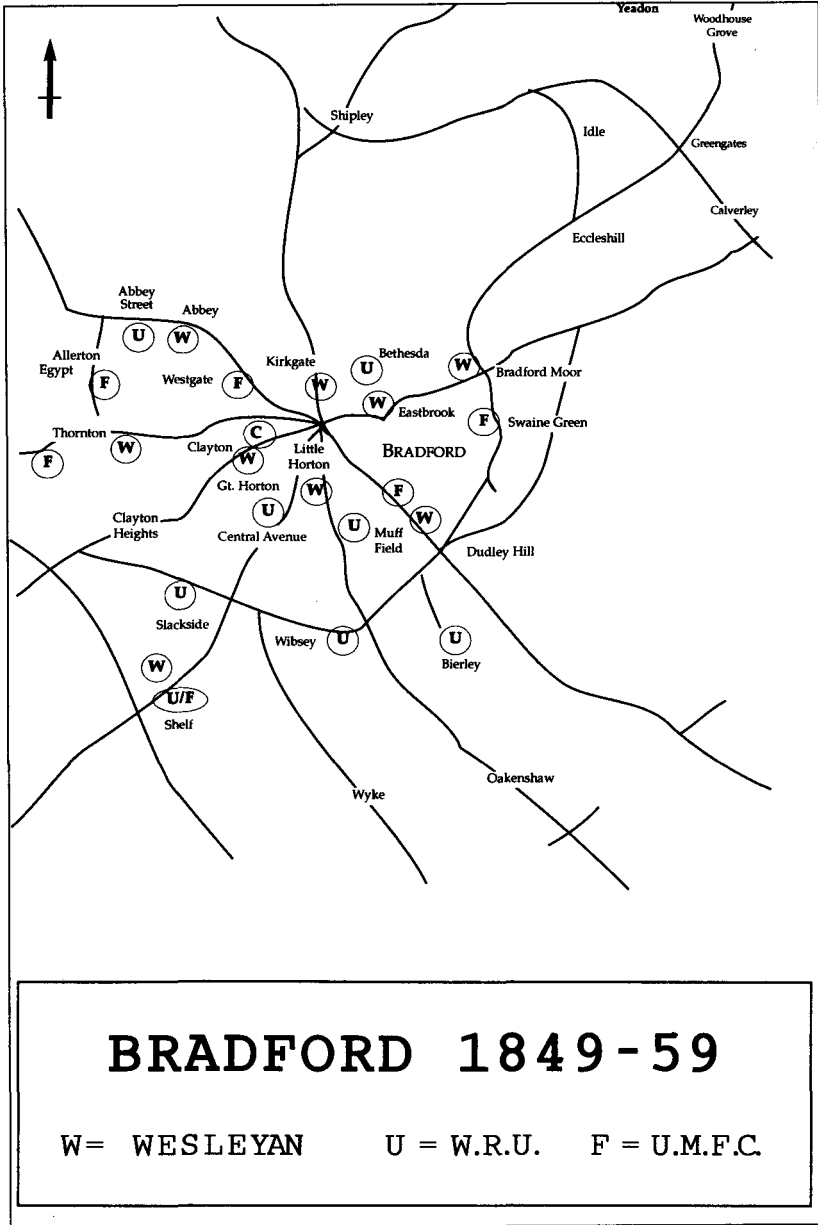 Yeadon
Woodhouse
Grove
Shipley
Idle
Greengates
Calverley
Eccleshill
Abbey
Street
Abbey
U
W
Allerton
Egypt
F
Westgate
F
Kirkgate
W
U
Bethesda
W
Eastbrook
W
Bradford Moor
F
Swaine Green
Thornton
F
W
Clayton
C
W
Gt. Horton
Little
Horton
W
BRADFORD
F
W
Clayton
Heights
U
Central Avenue
U
Muff
Field
Dudley Hill
U
Slackside
Wibsey
U
U
Bierley
W
U/F
Shelf
Wyke
Oakenshaw
BRADFORD 1849-59
W= WESLEYAN U = W.R.U. F = U.M.F.C.